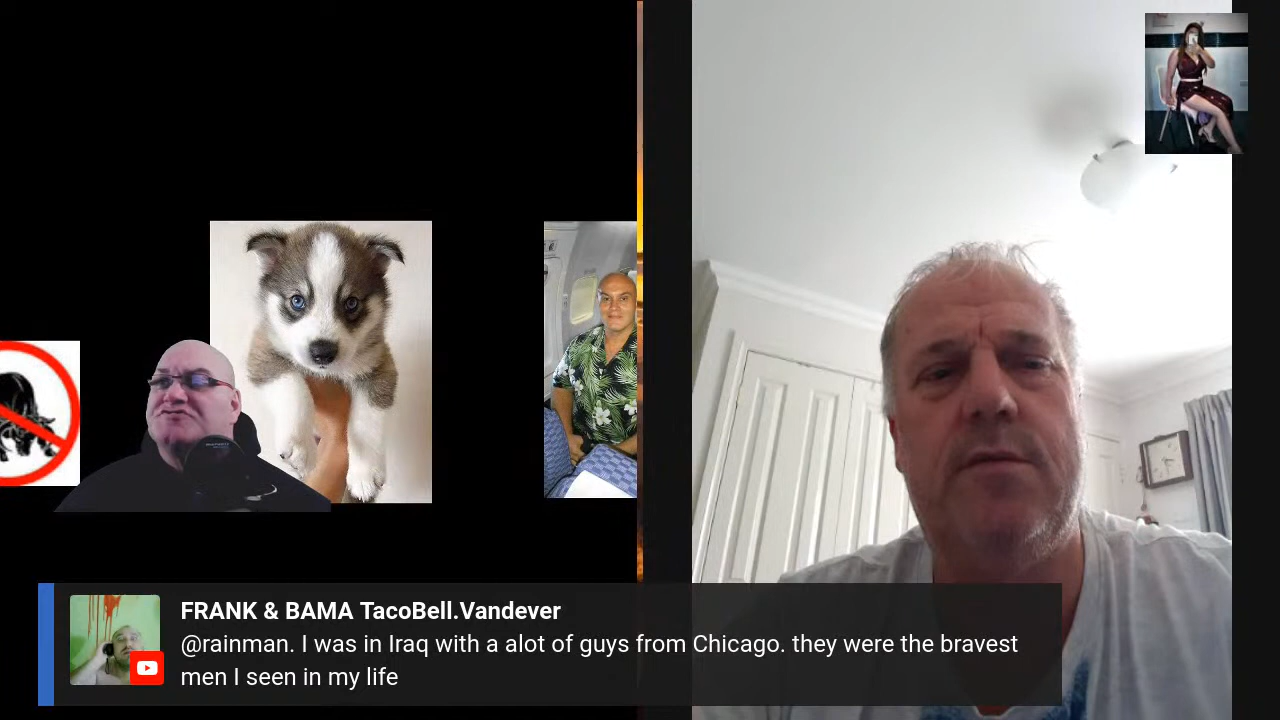 FRANK & BAMA TacoBell.Vandever
@rainman. I was in Iraq with a alot of guys from Chicago. they were the bravest
men I seen in my life